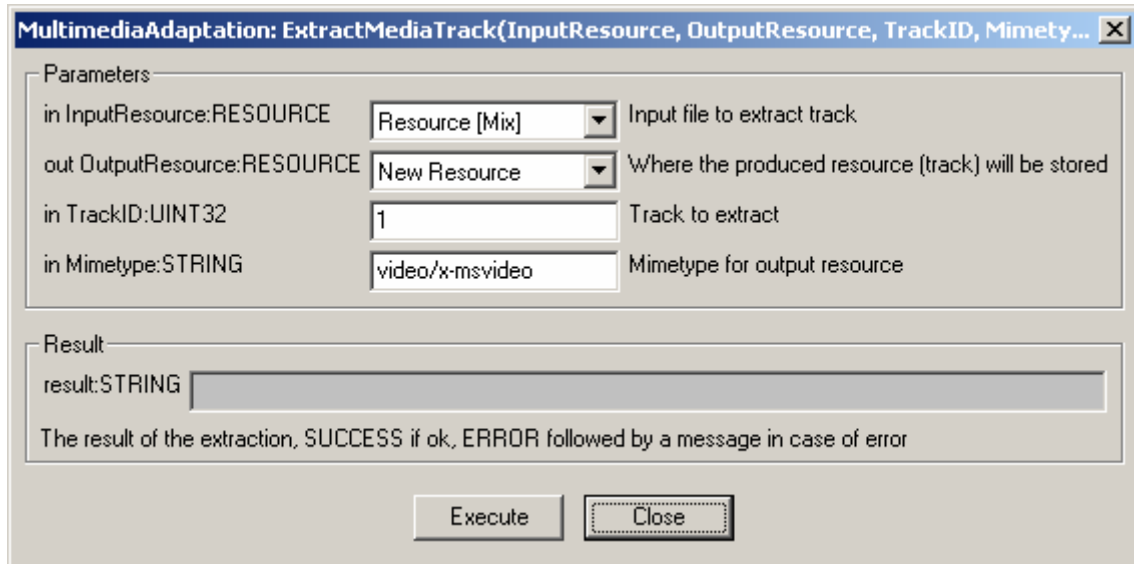 MultimediaAdaptation: ExtractMediaTrack(InputResource, OutputResource, TrackID, Mimety...
Parameters
in InputResource:RESOURCE Resource [Mix] Input file to extract track
out OutputResource:RESOURCE New Resource Where the produced resource (track) will be stored
in TrackID:UINT32 1 Track to extract
in Mimetype:STRING video/x-msvideo Mimetype for output resource
Result
result:STRING
The result of the extraction, SUCCESS if ok, ERROR followed by a message in case of error
Execute Close